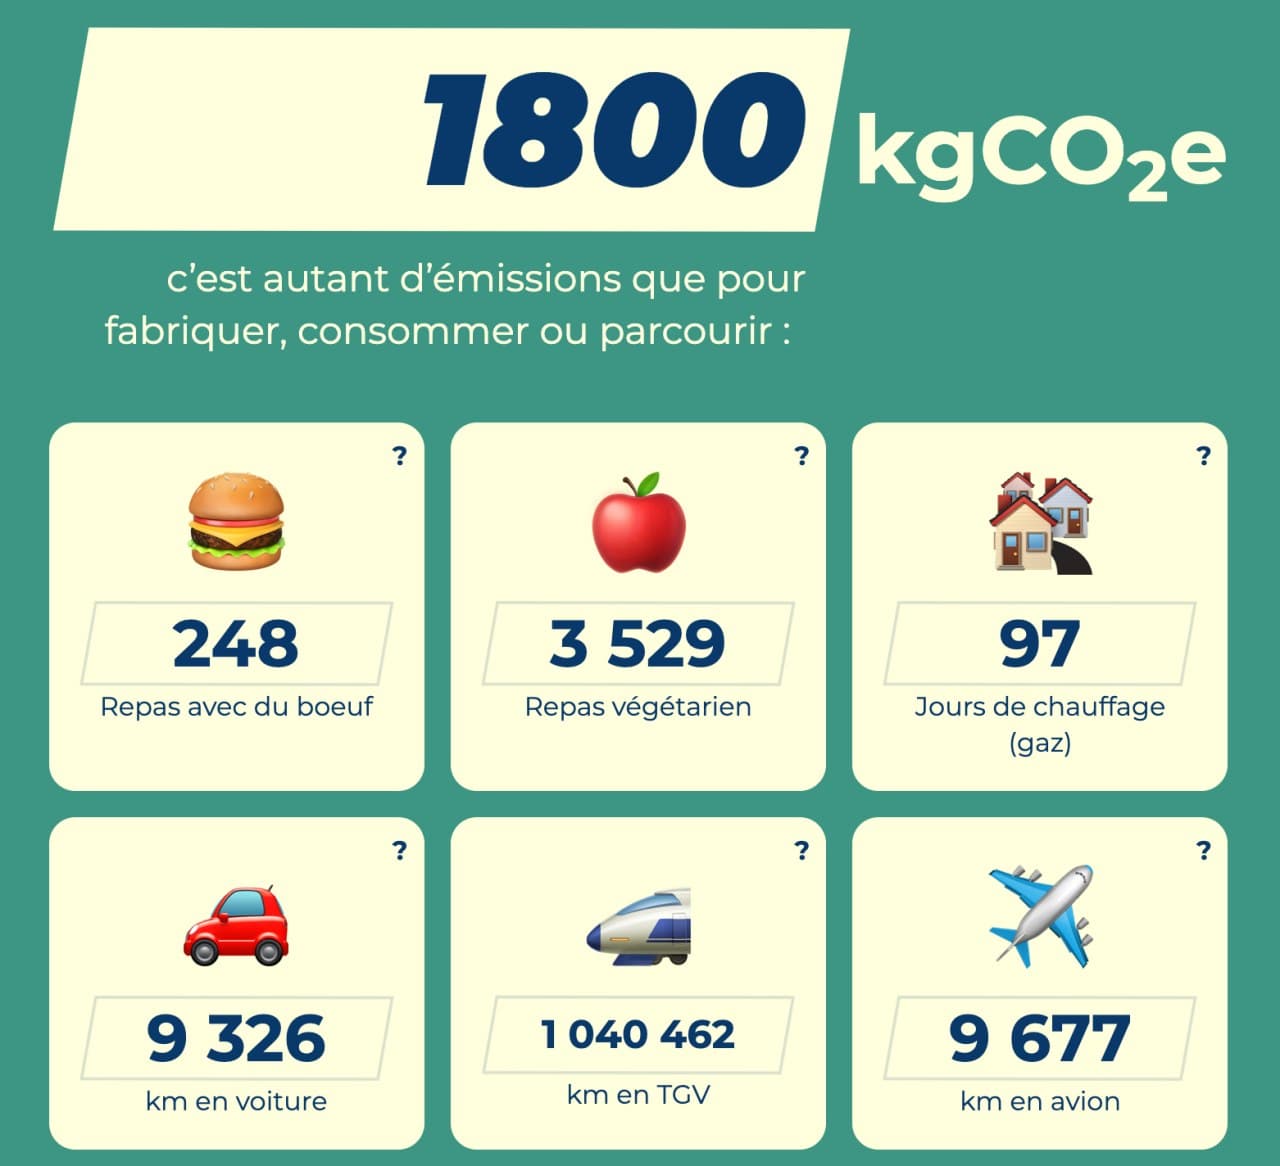 1800 kgCO₂e
c’est autant d’émissions que pour
fabriquer, consommer ou parcourir :
?
248
Repas avec du boeuf
?
3 529
Repas végétarien
?
97
Jours de chauffage
(gaz)
?
9 326
km en voiture
?
1 040 462
km en TGV
?
9 677
km en avion